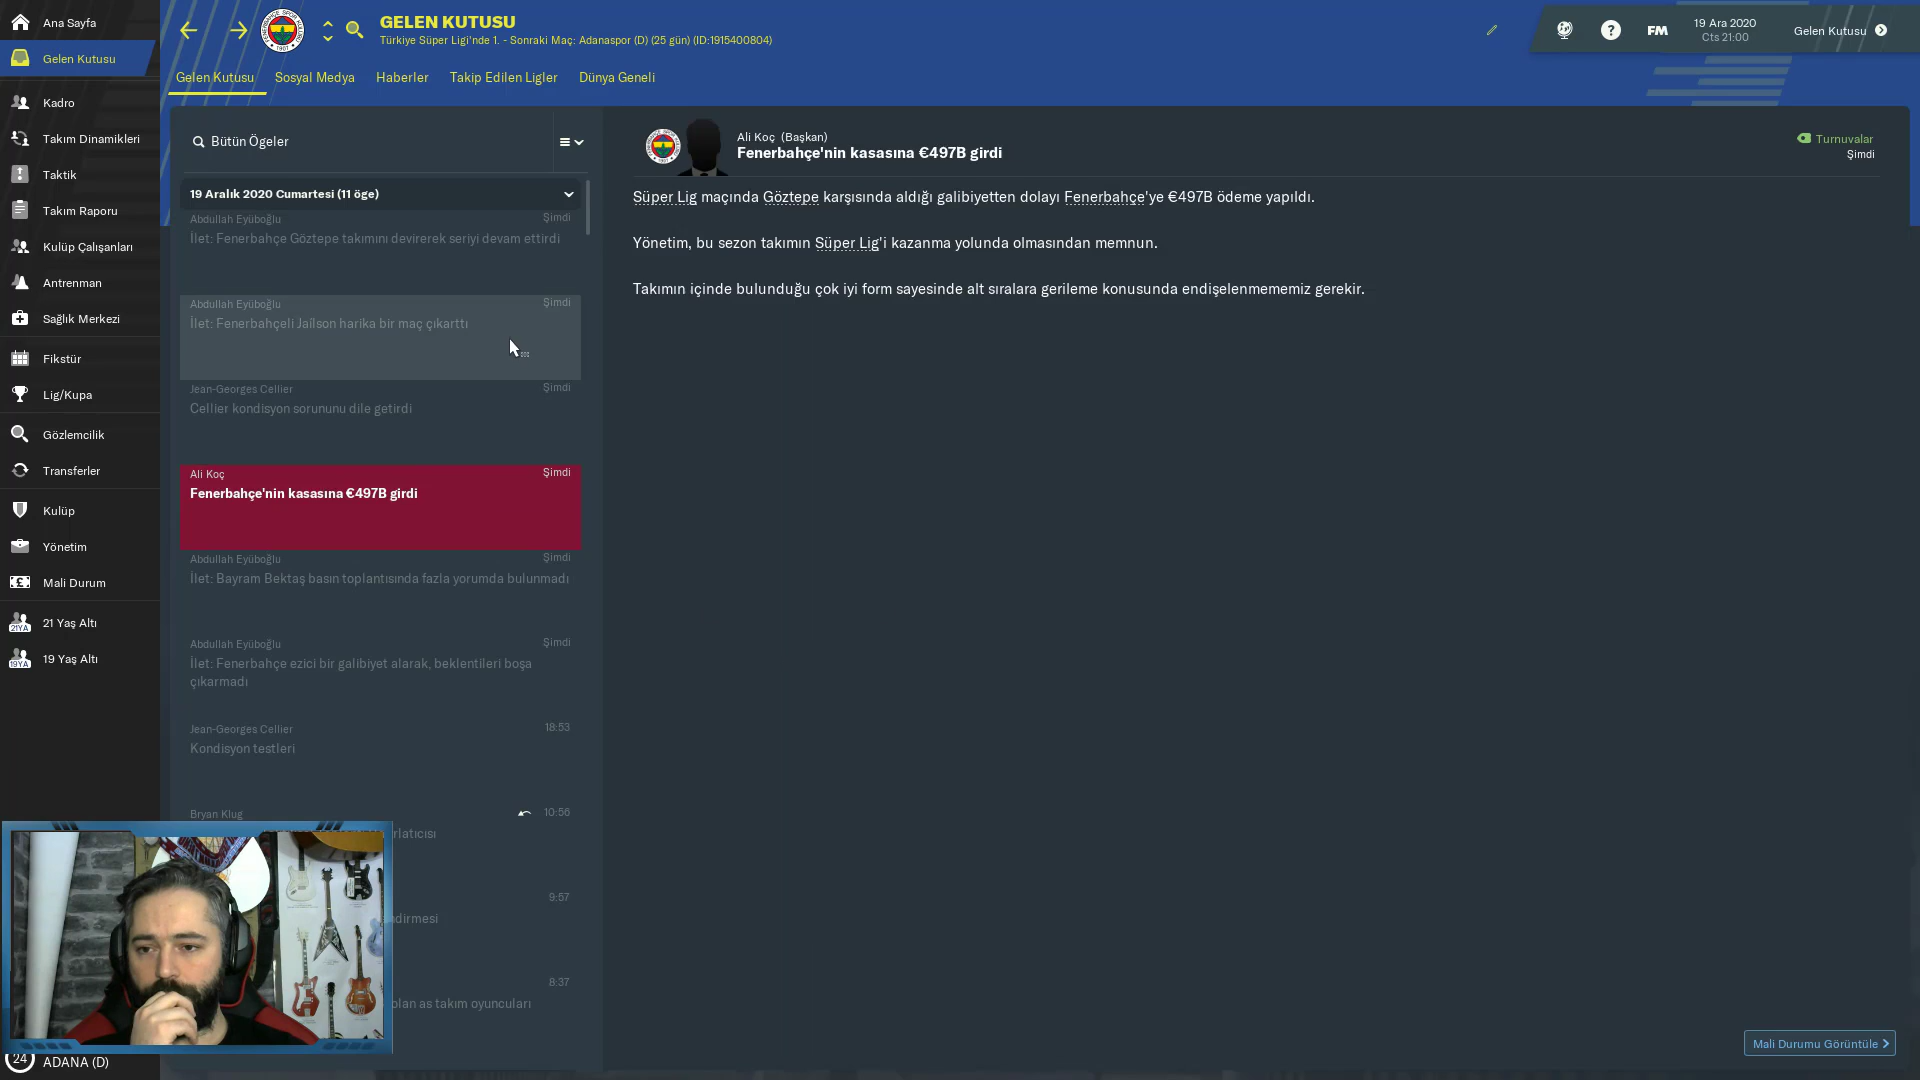 Ana Sayfa
Gelen Kutusu
Kadro
Takım Dinamikleri
Taktik
Takım Raporu
Kulüp Çalışanları
Antrenman
Sağlık Merkezi
Fikstür
Lig/Kupa
Gözlemcilik
Transferler
Kulüp
Yönetim
Mali Durum
21YA
21 Yaş Altı
19YA
19 Yaş Altı
24 ADANA (D)
GELEN KUTUSU
Türkiye Süper Ligi'nde 1. - Sonraki Maç: Adanaspor (D) (25 gün) (ID:1915400804)
FM
19 Ara 2020
Cts 21:00
Gelen Kutusu
Gelen Kutusu Sosyal Medya Haberler Takip Edilen Ligler Dünya Geneli
Bütün Ögeler
19 Aralık 2020 Cumartesi (11 öge)
Abdullah Eyüboğlu Şimdi
İlet: Fenerbahçe Göztepe takımını devirerek seriyi devam ettirdi
Abdullah Eyüboğlu Şimdi
İlet: Fenerbahçeli Jaílson harika bir maç çıkarttı
Jean-Georges Cellier Şimdi
Cellier kondisyon sorununu dile getirdi
Ali Koç Şimdi
Fenerbahçe'nin kasasına €497B girdi
Abdullah Eyüboğlu Şimdi
İlet: Bayram Bektaş basın toplantısında fazla yorumda bulunmadı
Abdullah Eyüboğlu Şimdi
İlet: Fenerbahçe ezici bir galibiyet alarak, beklentileri boşa
çıkarmadı
Jean-Georges Cellier 18:53
Kondisyon testleri
Bryan Klug 10:56
9:57
8:37
as takım oyuncuları
Ali Koç (Başkan)
Fenerbahçe'nin kasasına €497B girdi
Turnuvalar
Şimdi
Süper Lig maçında Göztepe karşısında aldığı galibiyetten dolayı Fenerbahçe'ye €497B ödeme yapıldı.
Yönetim, bu sezon takımın Süper Lig'i kazanma yolunda olmasından memnun.
Takımın içinde bulunduğu çok iyi form sayesinde alt sıralara gerileme konusunda endişelenmememiz gerekir.
Mali Durumu Görüntüle